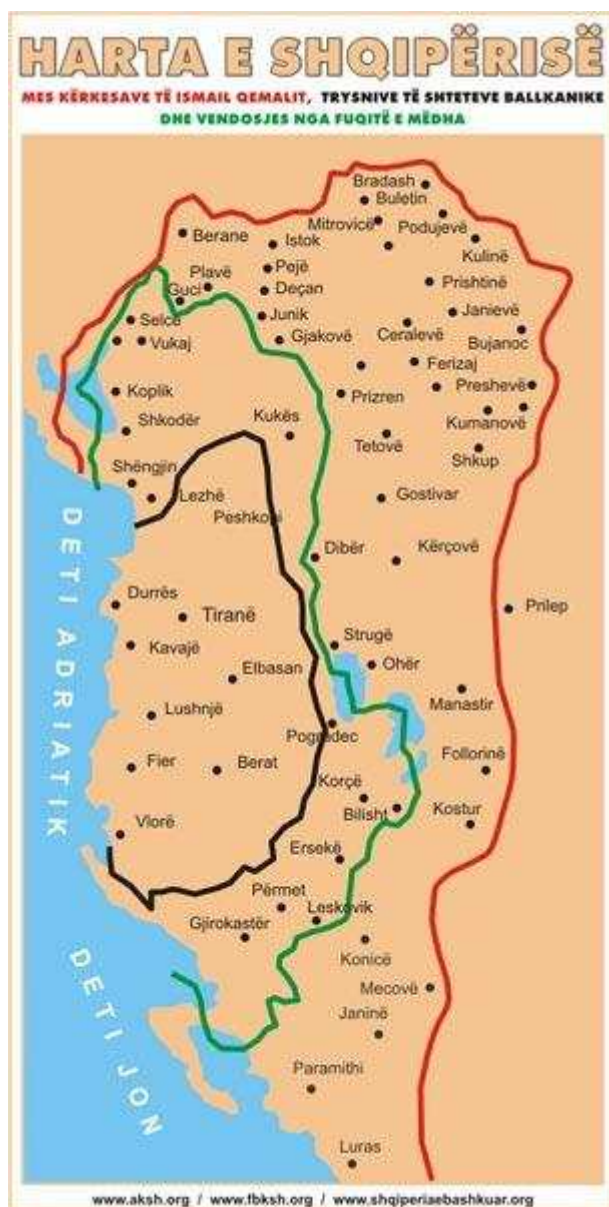 HARTA E SHQIPËRISË
MES KËRKESAVE TË ISMAIL QEMALIT, TRYSNIVE TË SHTETEVE BALLKANIKE
DHE VENDOSJES NGA FUQITË E MËDHA
Bradash
Buletin
Mitrovicë
Podujevë
Berane
Istok
Kulinë
Plavë
Pejë
Prishtinë
Guci
Deçan
Selcë
Junik
Janievë
Vukaj
Gjakovë
Ceralevë
Bujanoc
Ferizaj
Koplik
Prizren
Preshevë
Shkodër
Kukës
Kumanovë
Tetovë
Shkup
Shëngjin
Lezhë
Gostivar
Peshkopi
Dibër
Kërçovë
Durrës
Tiranë
Prilep
Kavajë
Strugë
Elbasan
Ohër
Manastir
Lushnjë
Pogradec
Follorinë
Fier
Berat
Korçë
Bilisht
Kostur
Vlorë
Ersekë
Përmet
Leskovik
Gjirokastër
Konicë
Mecovë
Janinë
Paramithi
Luras
DETI ADRIATIK
DETI JON
www.aksh.org / www.fbksh.org / www.shqiperiaebashkuar.org